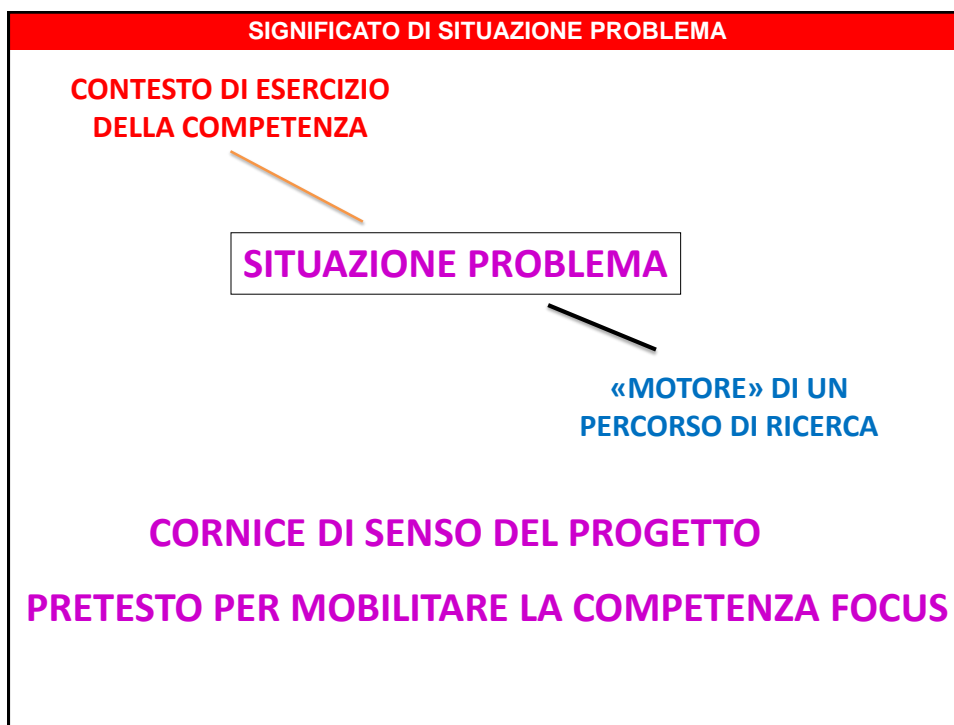 SIGNIFICATO DI SITUAZIONE PROBLEMA
CONTESTO DI ESERCIZIO
DELLA COMPETENZA
SITUAZIONE PROBLEMA
«MOTORE» DI UN
PERCORSO DI RICERCA
CORNICE DI SENSO DEL PROGETTO
PRETESTO PER MOBILITARE LA COMPETENZA FOCUS